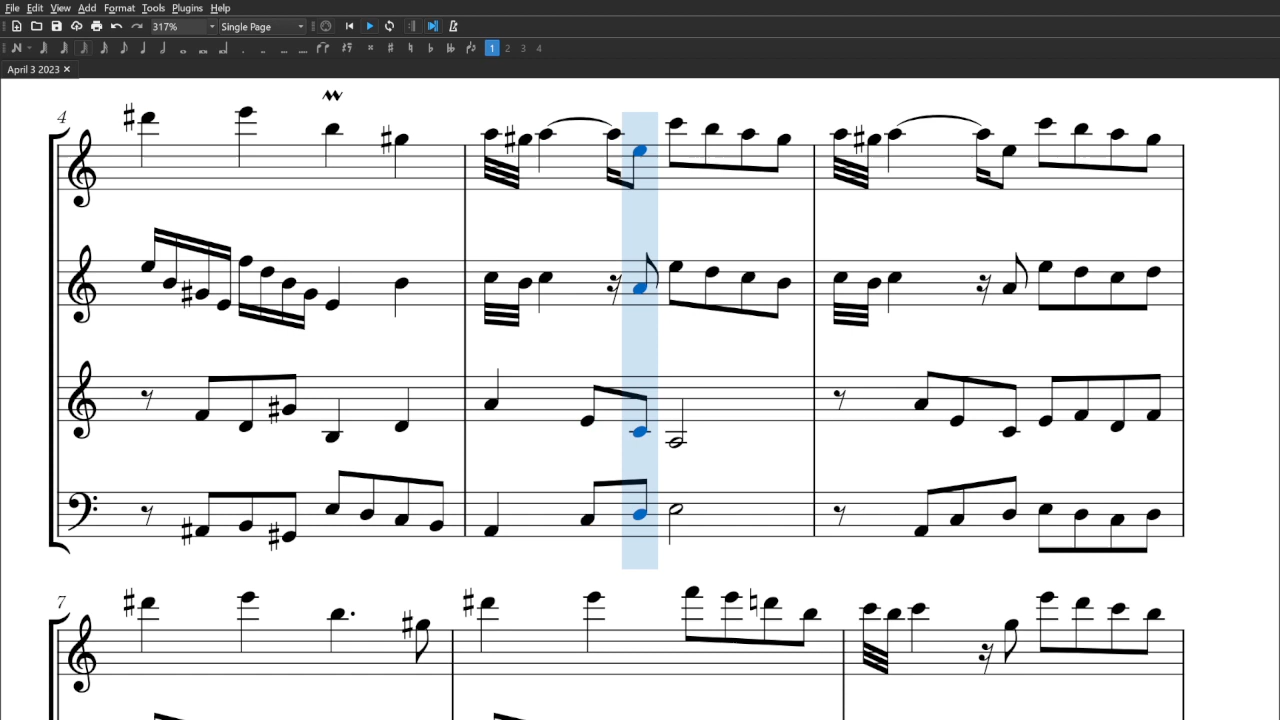 File Edit View Add Format Tools Plugins Help
317% Single Page
1 2 3 4
April 3 2023 ×
4
7